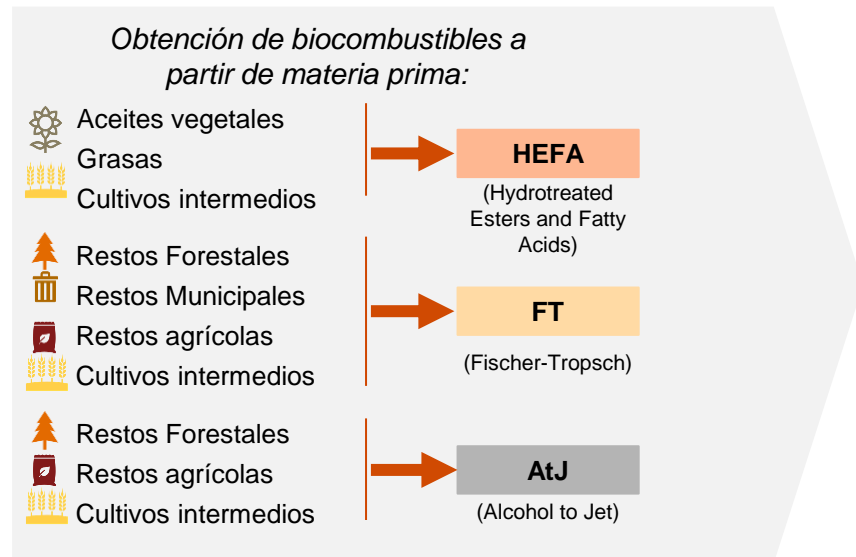 Obtención de biocombustibles a
partir de materia prima:
Aceites vegetales
Grasas
Cultivos intermedios
HEFA
(Hydrotreated
Esters and Fatty
Acids)
Restos Forestales
Restos Municipales
Restos agrícolas
Cultivos intermedios
FT
(Fischer-Tropsch)
Restos Forestales
Restos agrícolas
Cultivos intermedios
AtJ
(Alcohol to Jet)